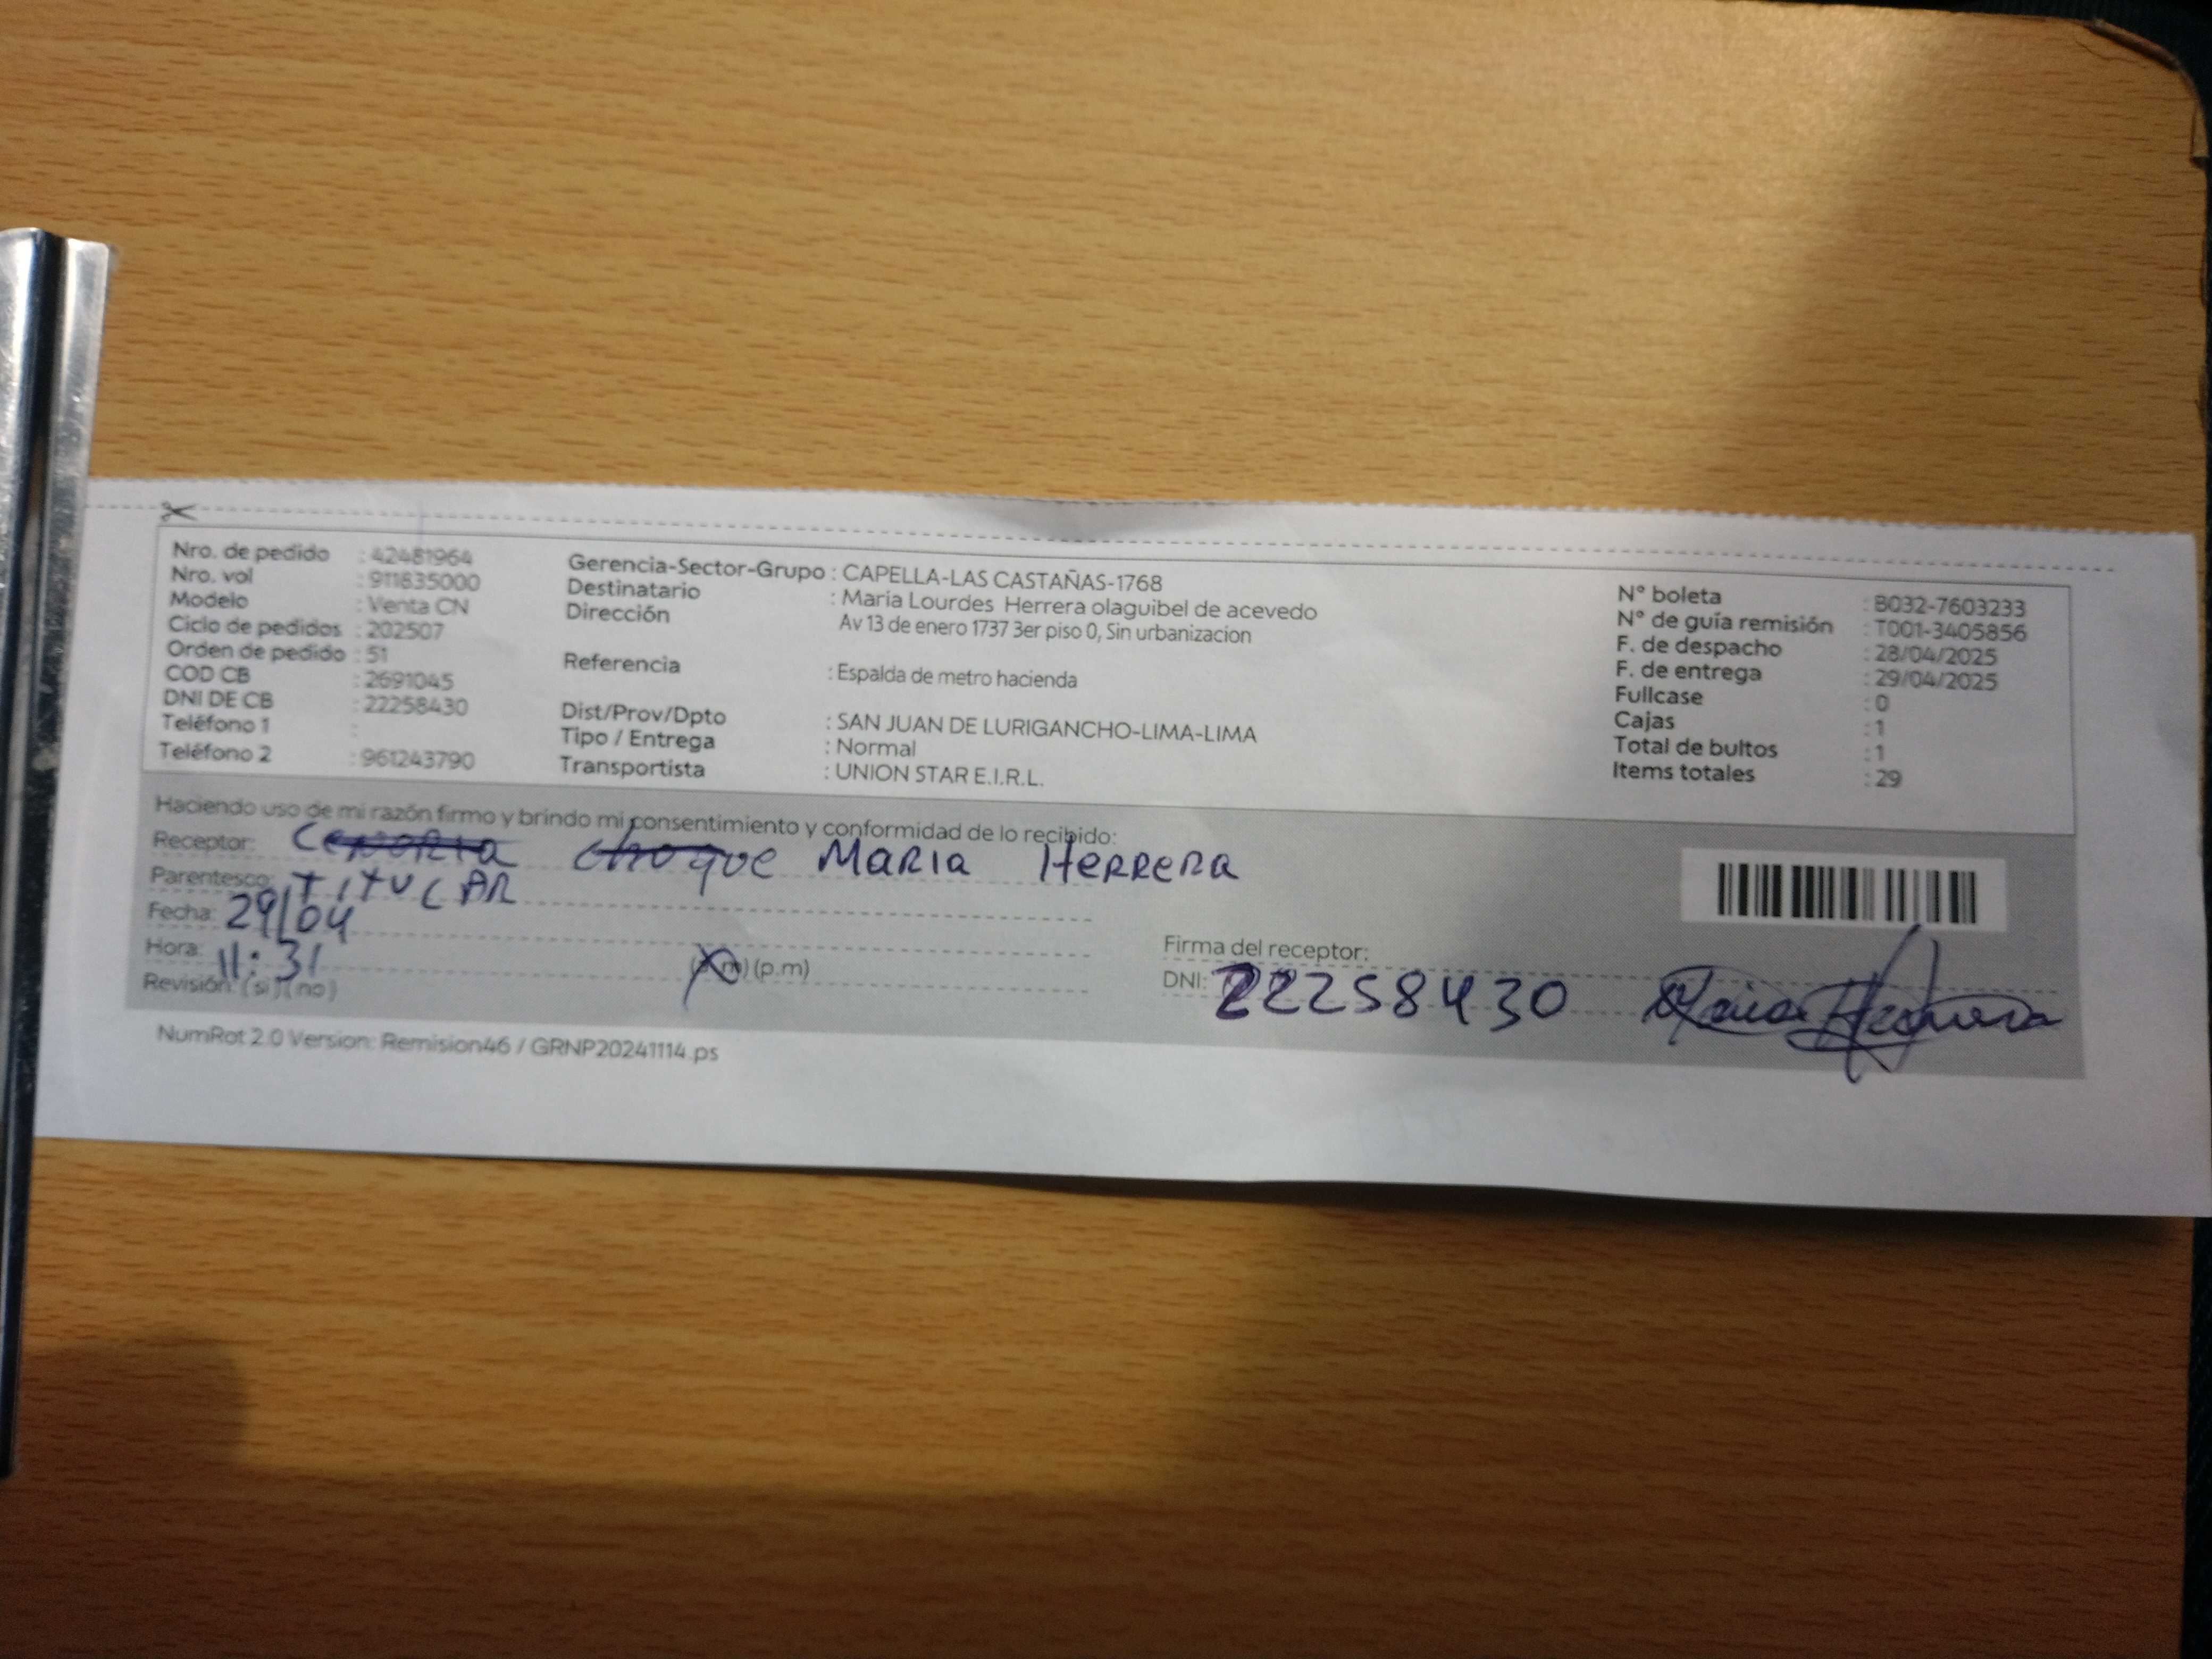 Nro. de pedido : 42481964
Nro. vol : 911835000
Modelo : Venta CN
Ciclo de pedidos : 202507
Orden de pedido : 51
COD CB : 2691045
DNI DE CB : 22258430
Teléfono 1 :
Teléfono 2 : 961243790
Gerencia-Sector-Grupo : CAPELLA-LAS CASTAÑAS-1768
Destinatario : Maria Lourdes Herrera olaguibel de acevedo
Dirección Av 13 de enero 1737 3er piso 0, Sin urbanizacion
Referencia : Espalda de metro hacienda
Dist/Prov/Dpto : SAN JUAN DE LURIGANCHO-LIMA-LIMA
Tipo / Entrega : Normal
Transportista : UNION STAR E.I.R.L.
N° boleta : B032-7603233
N° de guía remisión : T001-3405856
F. de despacho : 28/04/2025
F. de entrega : 29/04/2025
Fullcase : 0
Cajas : 1
Total de bultos : 1
Items totales : 29
Haciendo uso de mi razón firmo y brindo mi consentimiento y conformidad de lo recibido:
Receptor: choque MARIA HERRERA
Parentesco: TITULAR
Fecha: 29/04
Hora: 11:31 (a.m) (p.m)
Revisión: (si) (no)
Firma del receptor:
DNI: 22258430 Maria Herrera
NumRot 2.0 Version: Remision46 / GRNP20241114.ps